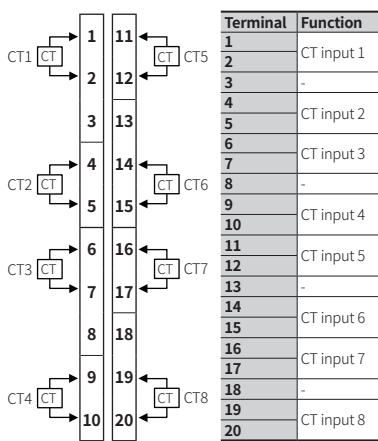 1 11
CT1 CT CT CT5
2 12
3 13
4 14
CT2 CT CT CT6
5 15
6 16
CT3 CT CT CT7
7 17
8 18
9 19
CT4 CT CT CT8
10 20
Terminal Function
1
CT input 1
2
3 -
4
CT input 2
5
6
CT input 3
7
8 -
9
CT input 4
10
11
CT input 5
12
13 -
14
CT input 6
15
16
CT input 7
17
18 -
19
CT input 8
20